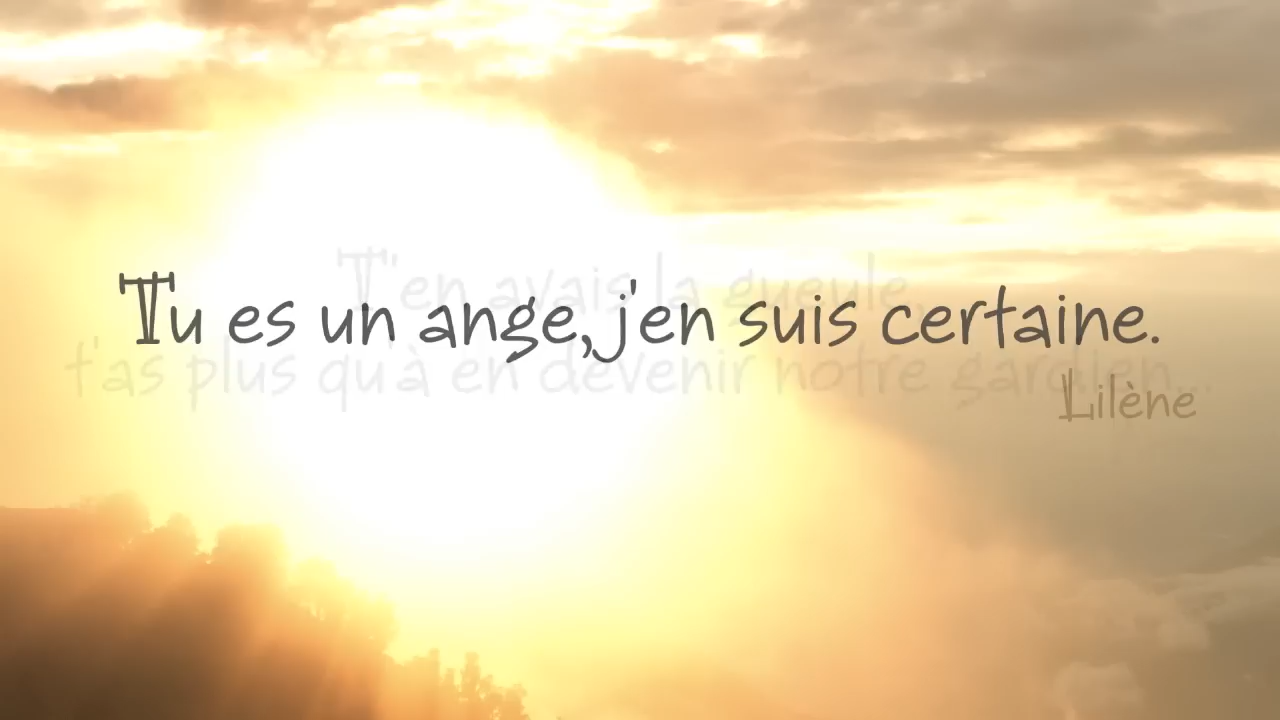 T'en avais la gueule,
Tu es un ange, j'en suis certaine.
t'as plus qu'à en devenir notre gardien...
Lilène